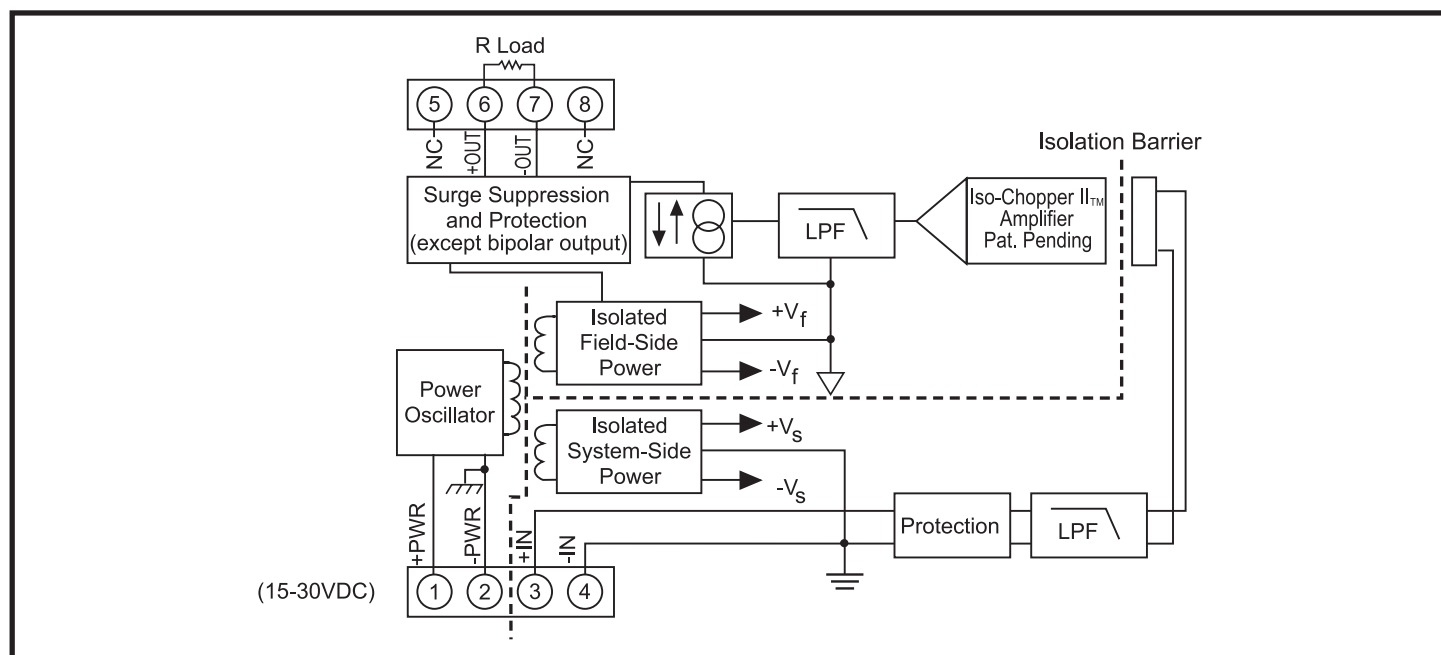 R Load
5 6 7 8
NC
+OUT
-OUT
NC
Isolation Barrier
Surge Suppression
and Protection
(except bipolar output)
LPF
Iso-Chopper II™
Amplifier
Pat. Pending
Isolated
Field-Side
Power
+Vf
-Vf
Power
Oscillator
Isolated
System-Side
Power
+Vs
-Vs
+PWR
-PWR
+IN
-IN
Protection
LPF
(15-30VDC)
1 2 3 4